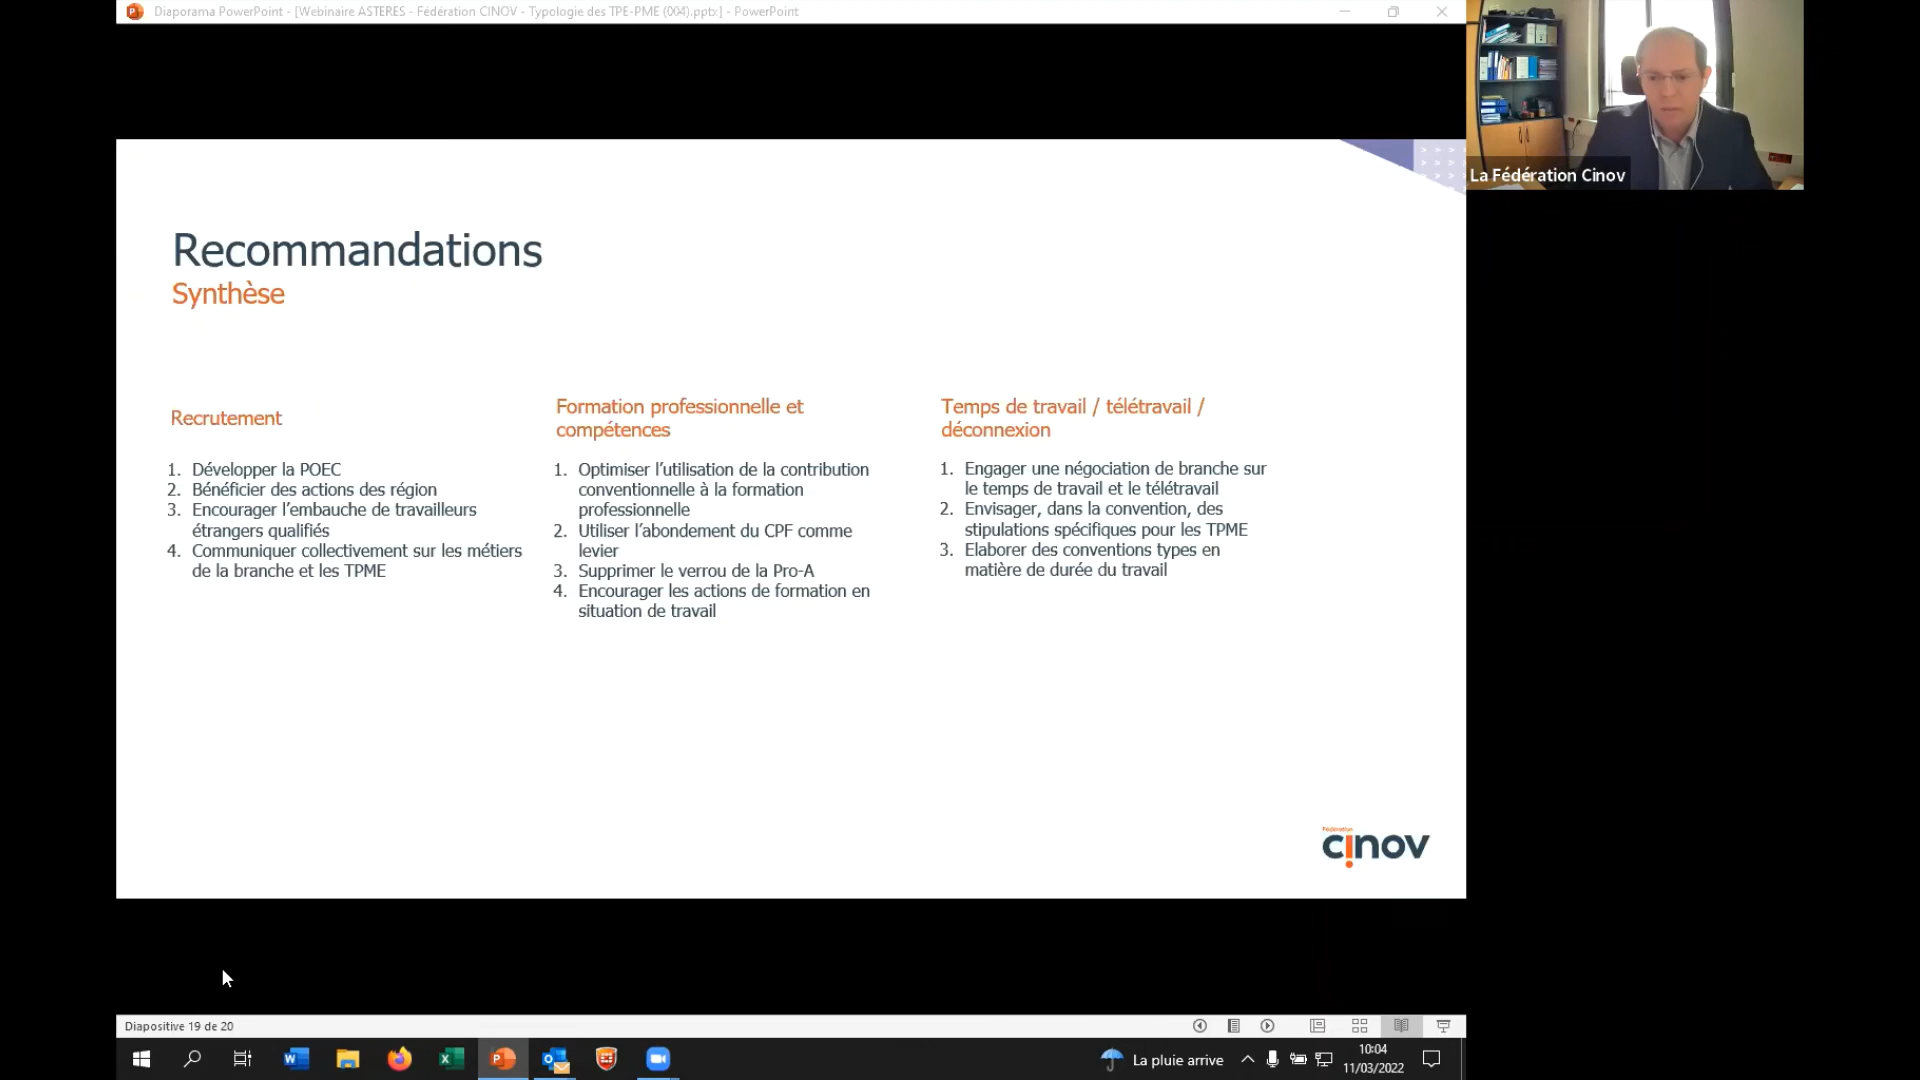 Diaporama PowerPoint - [Webinaire ASTERES - Fédération CINOV - Typologie des TPE-PME (004).pptx] - PowerPoint
La Fédération Cinov
Recommandations
Synthèse
Recrutement
1. Développer la POEC
2. Bénéficier des actions des région
3. Encourager l'embauche de travailleurs
étrangers qualifiés
4. Communiquer collectivement sur les métiers
de la branche et les TPME
Formation professionnelle et
compétences
1. Optimiser l'utilisation de la contribution
conventionnelle à la formation
professionnelle
2. Utiliser l'abondement du CPF comme
levier
3. Supprimer le verrou de la Pro-A
4. Encourager les actions de formation en
situation de travail
Temps de travail / télétravail /
déconnexion
1. Engager une négociation de branche sur
le temps de travail et le télétravail
2. Envisager, dans la convention, des
stipulations spécifiques pour les TPME
3. Elaborer des conventions types en
matière de durée du travail
Fédération
cinov
Diapositive 19 de 20
La pluie arrive
10:04
11/03/2022